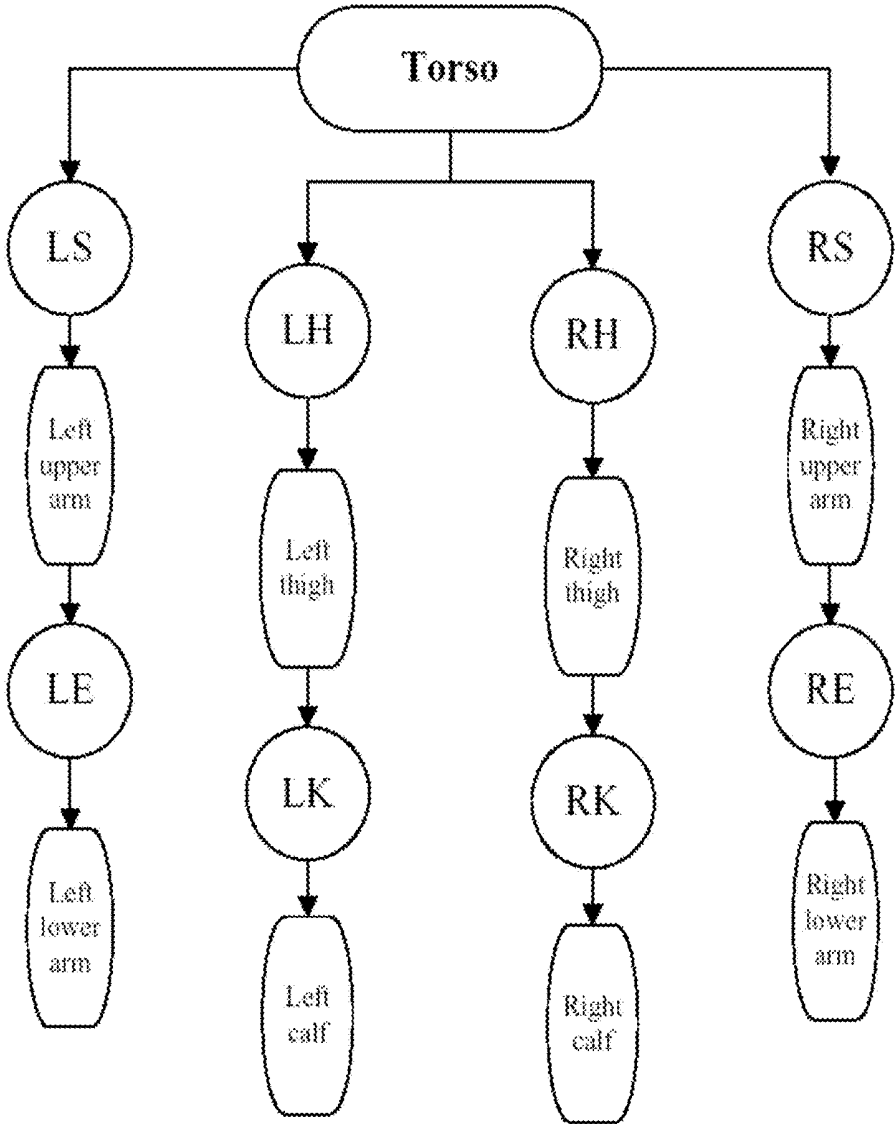 Torso
LS
RS
LH
RH
Left
upper
arm
Right
upper
arm
Left
thigh
Right
thigh
LE
RE
LK
RK
Left
lower
arm
Right
lower
arm
Left
calf
Right
calf